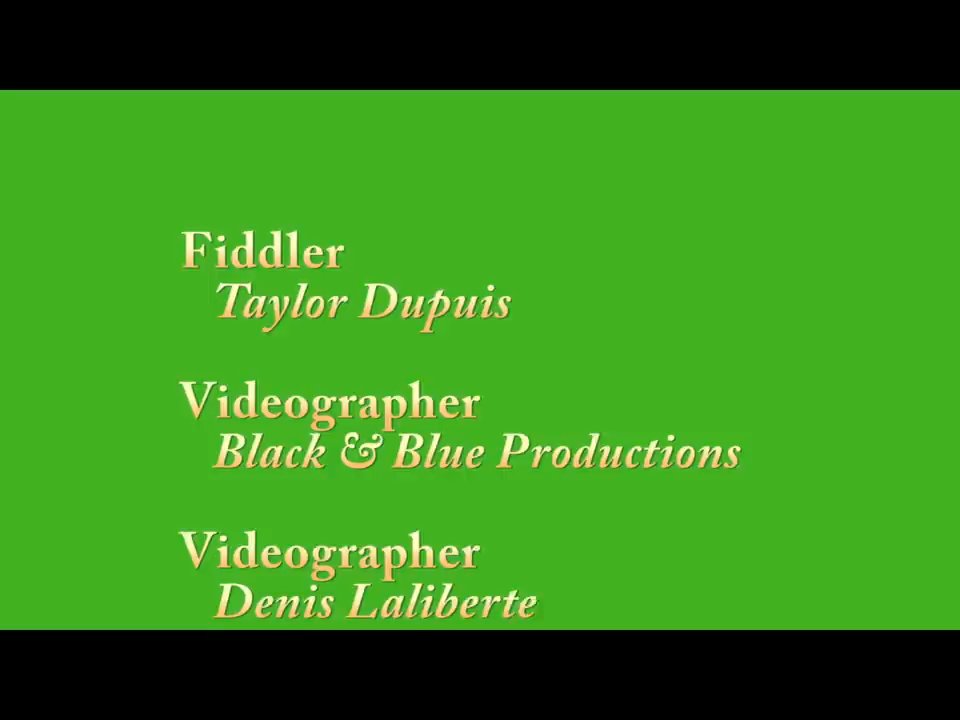 Fiddler
Taylor Dupuis
Videographer
Black & Blue Productions
Videographer
Denis Laliberte